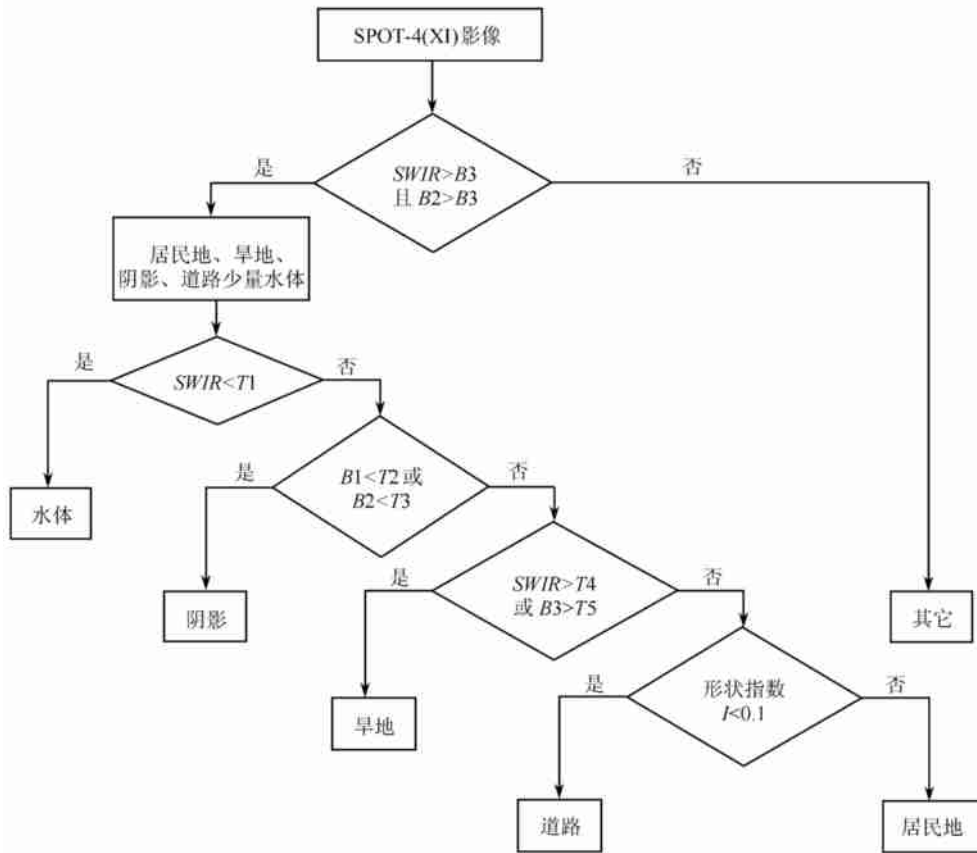 SPOT-4(XI)影像
是
SWIR>B3
且 B2>B3
否
居民地、旱地、
阴影、道路少量水体
是
SWIR<T1
否
水体
是
B1<T2 或
B2<T3
否
阴影
是
SWIR>T4
或 B3>T5
否
其它
旱地
是
形状指数
I<0.1
否
道路
居民地